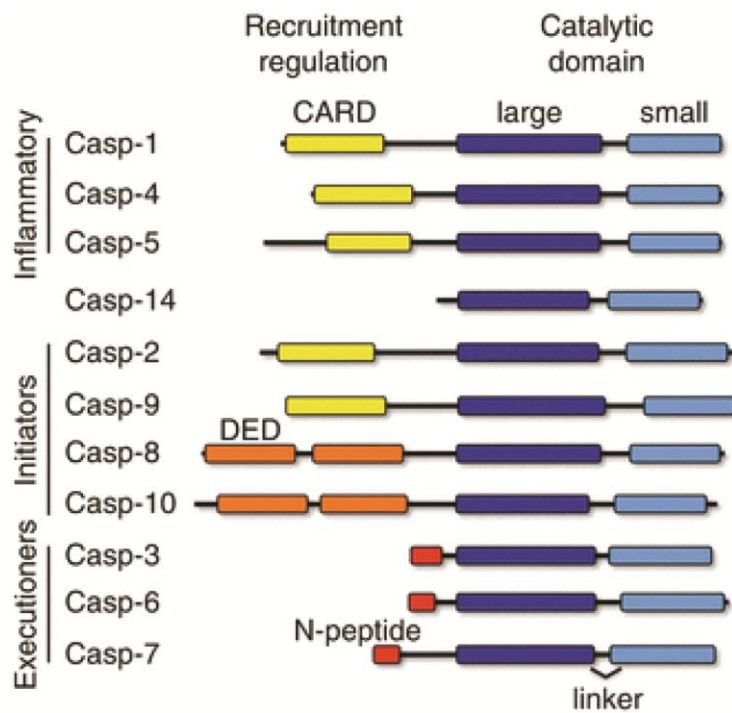 Recruitment
regulation
Catalytic
domain
Inflammatory
CARD
large
small
Casp-1
Casp-4
Casp-5
Casp-14
Initiators
Casp-2
Casp-9
DED
Casp-8
Casp-10
Executioners
Casp-3
Casp-6
N-peptide
Casp-7
linker